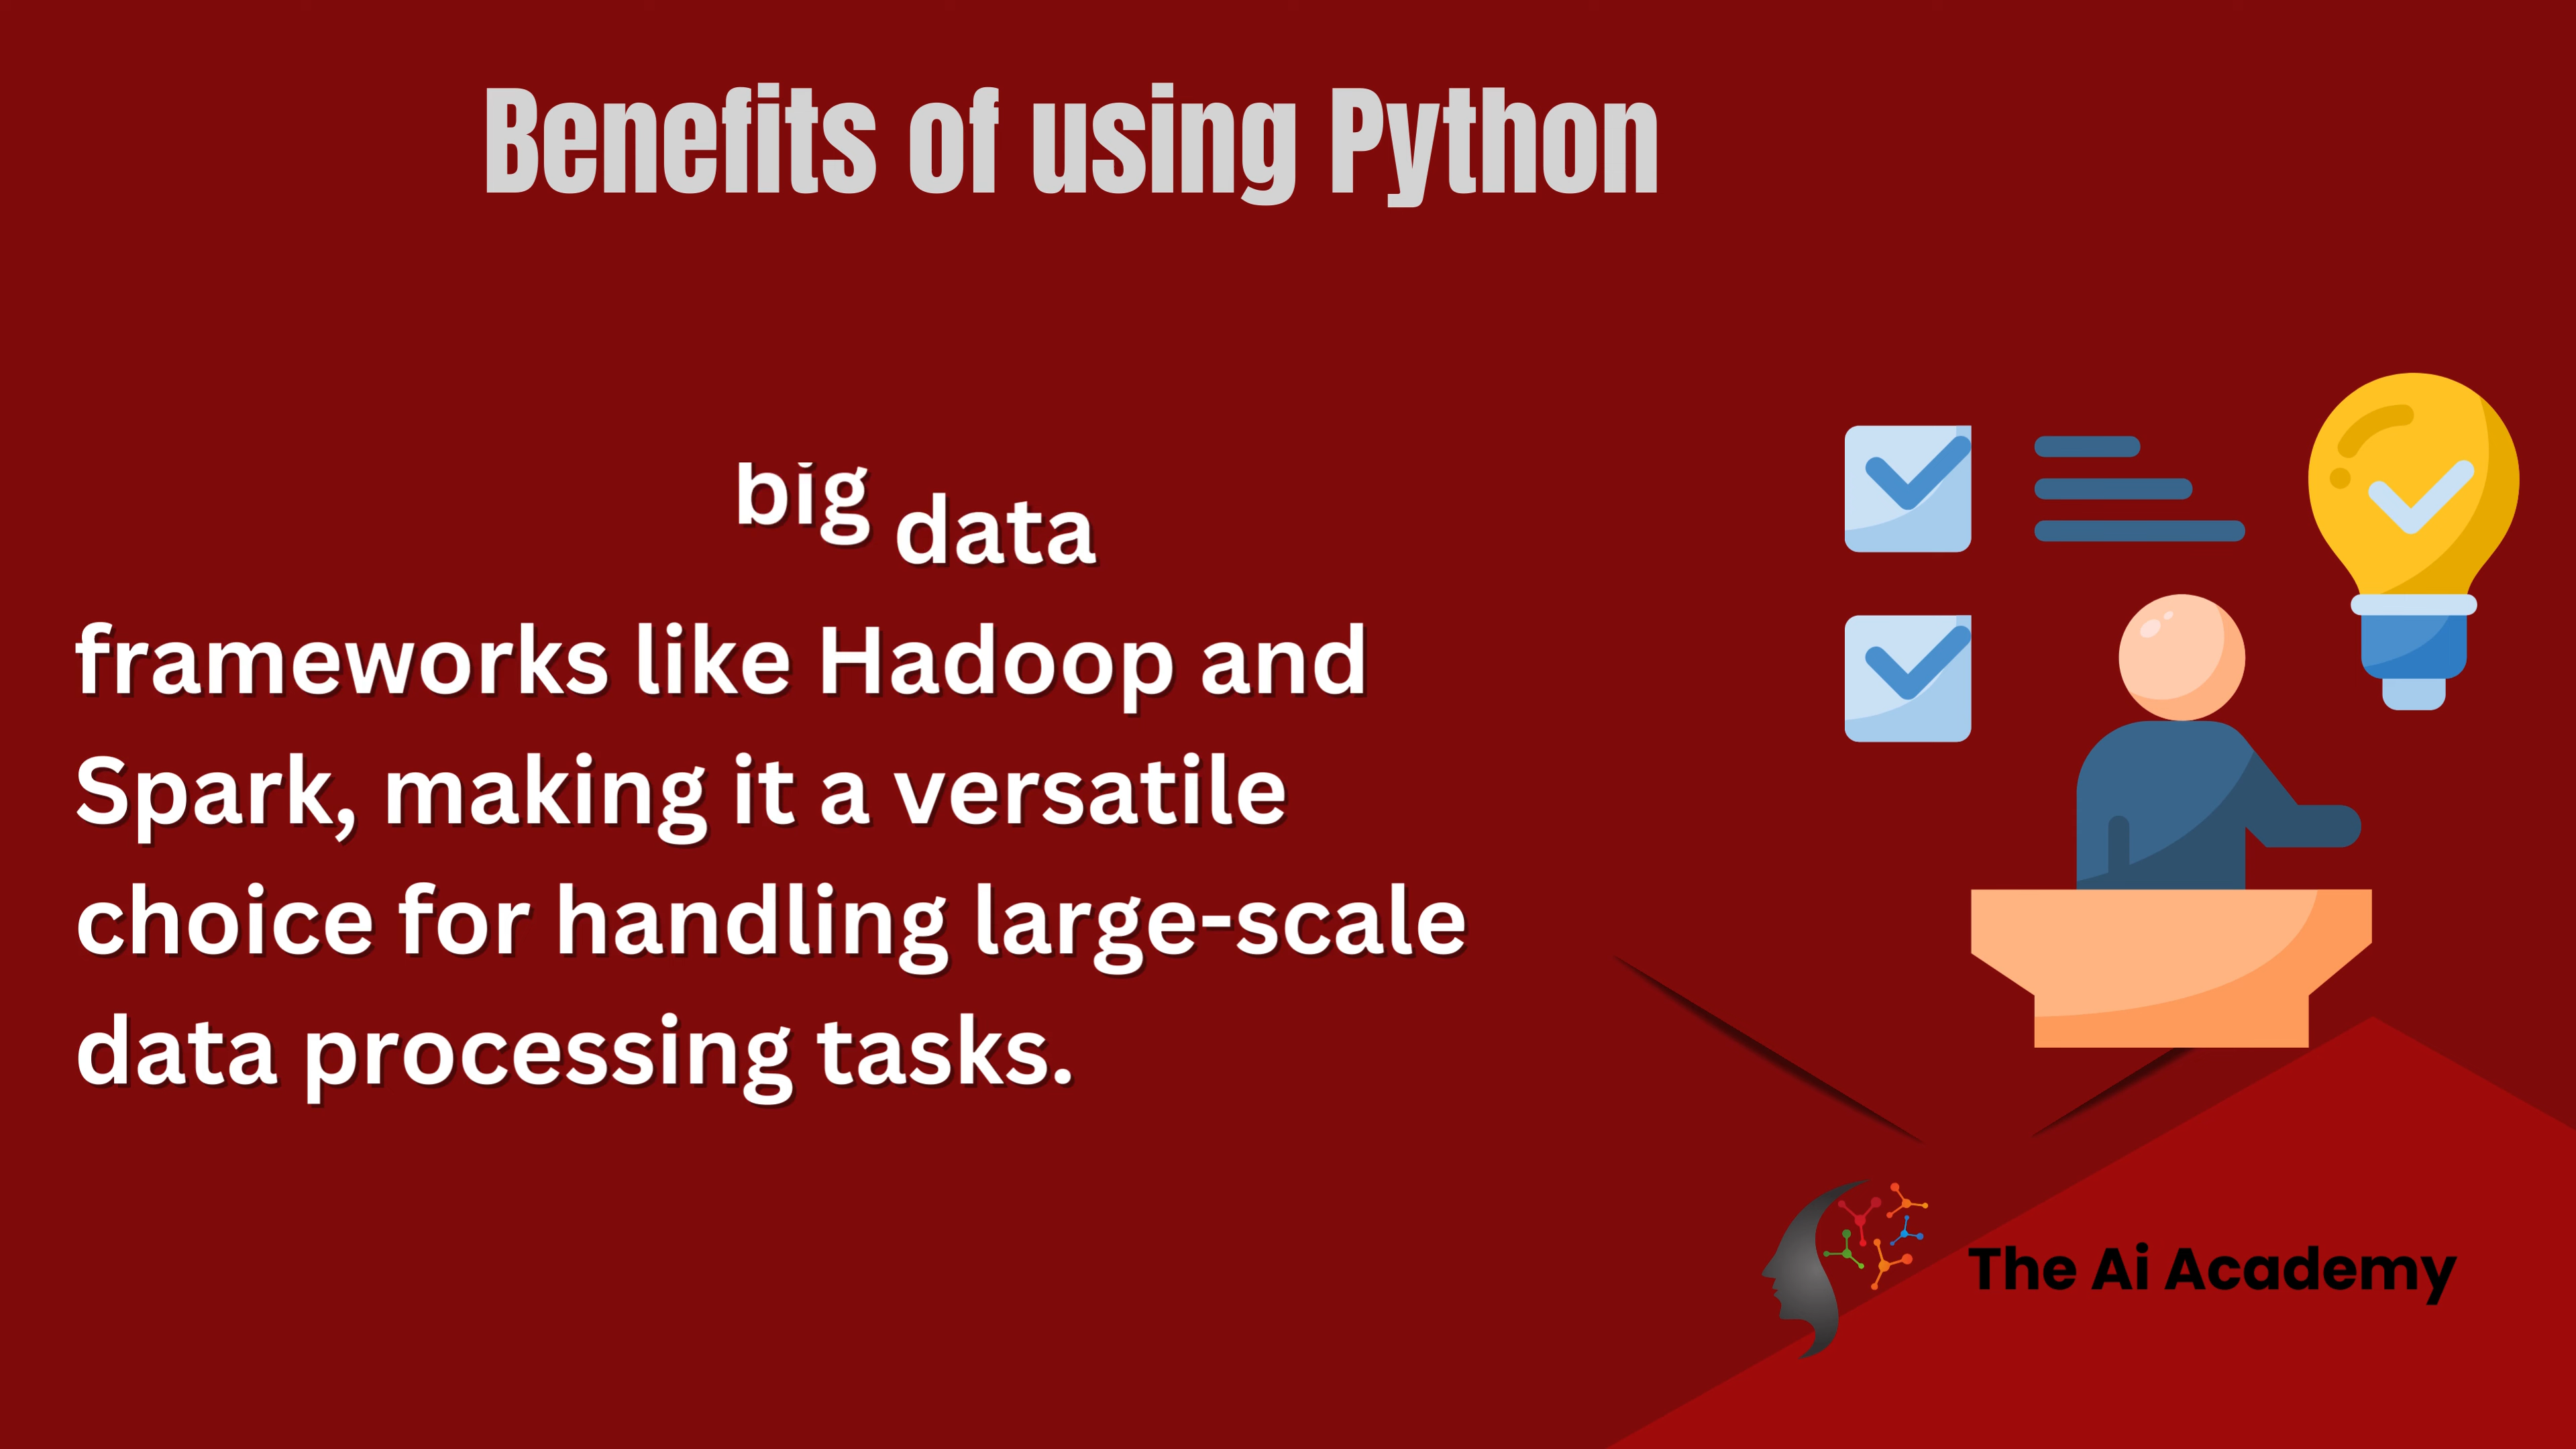 Benefits of using Python
big data
frameworks like Hadoop and
Spark, making it a versatile
choice for handling large-scale
data processing tasks.
The Ai Academy